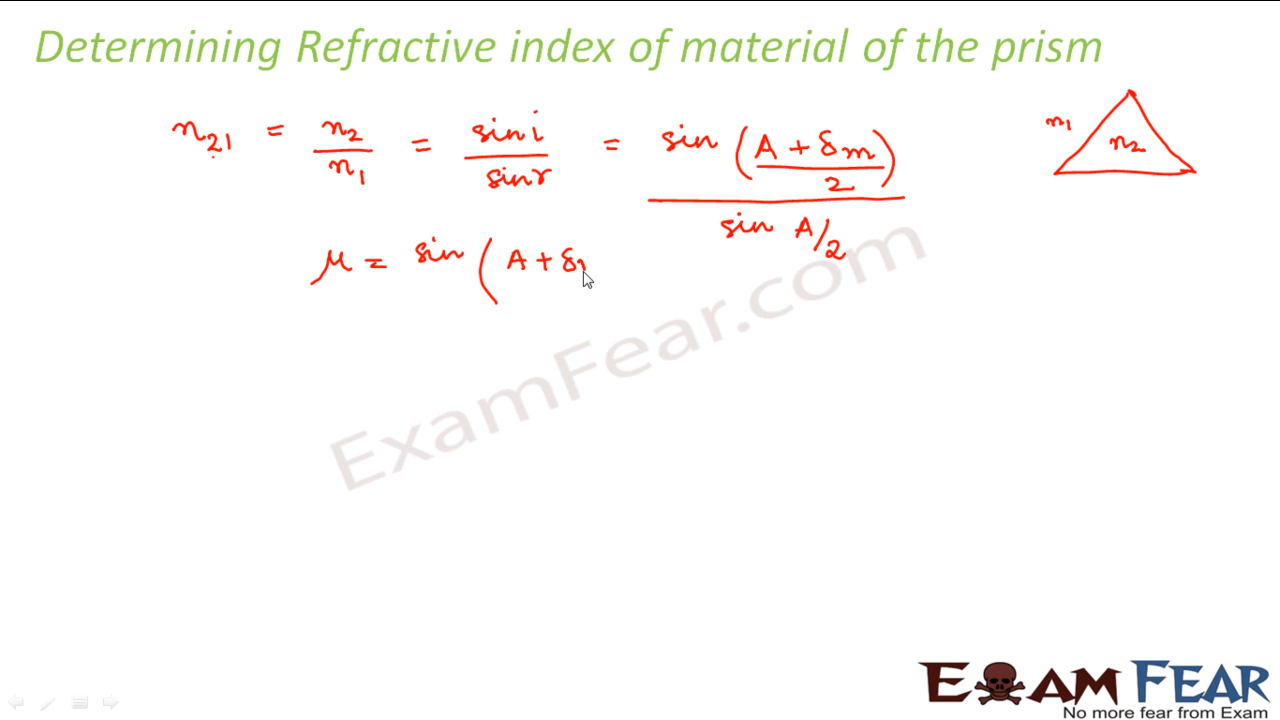 Determining Refractive index of material of the prism
n21 = n2/n1 = sin i/sin r = sin (A + δm/2)/sin A/2
n1
n2
μ = sin (A + δ
ExamFear.com
EXAM FEAR
No more fear from Exam